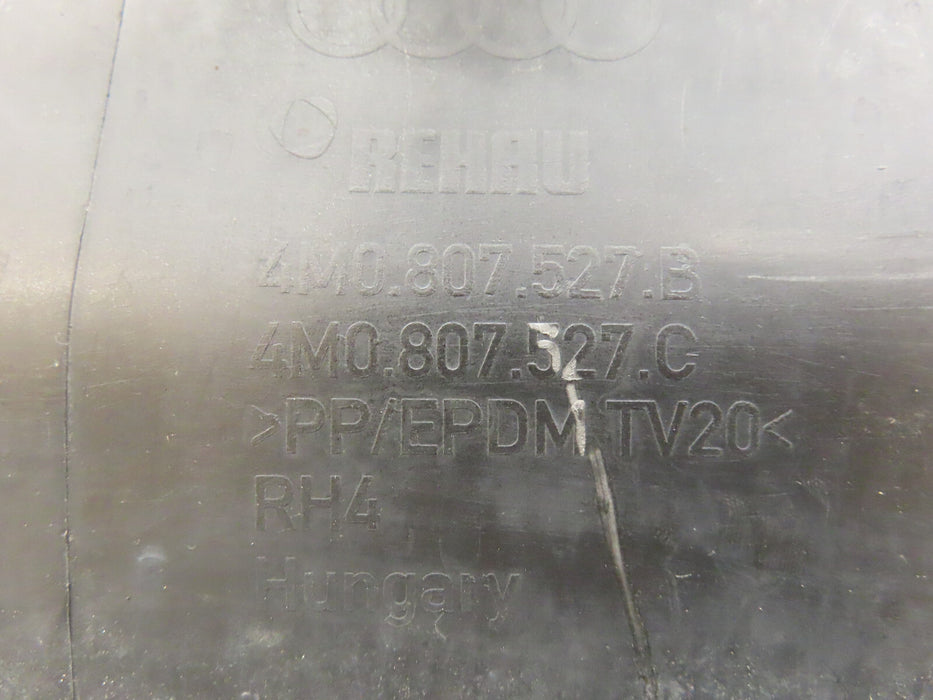 REHAU
4M0.807.527.B
4M0.807.527.C
>PP/EPDM TV20<
RH4
Hungary